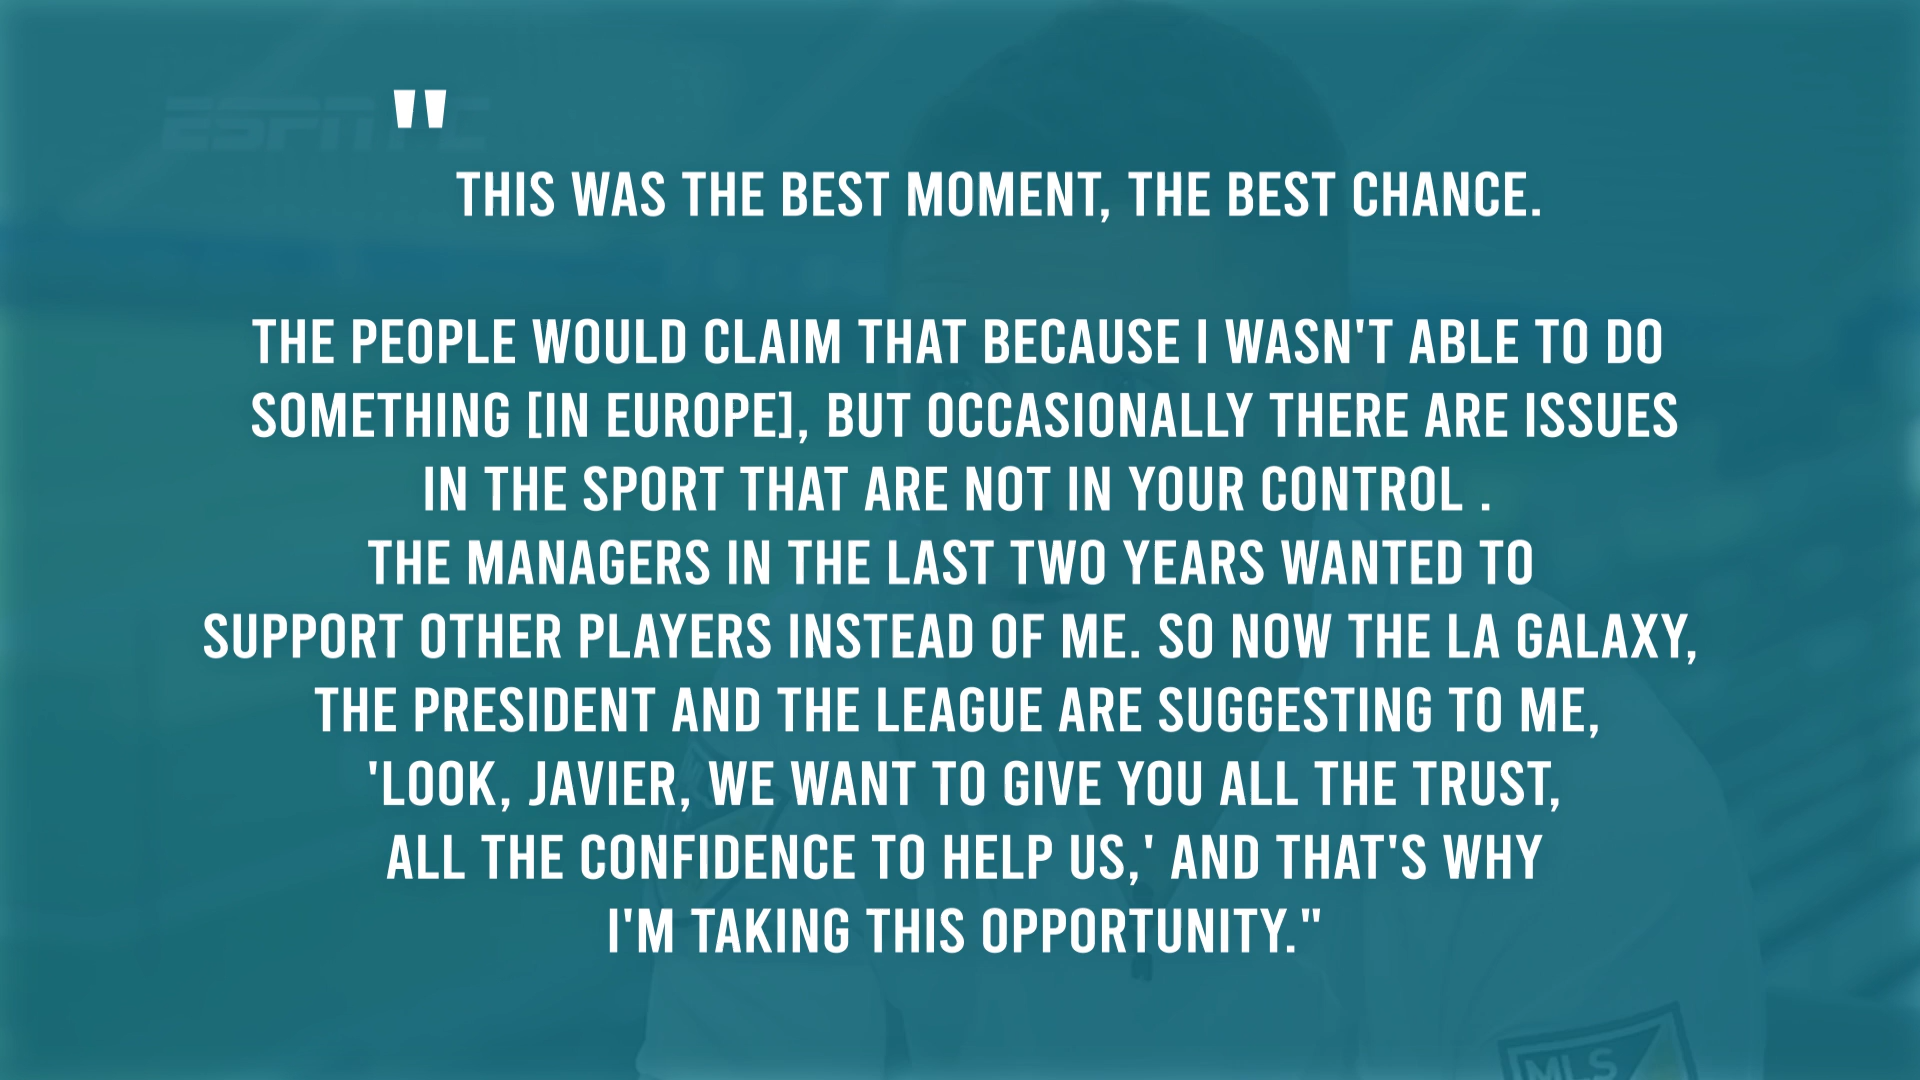 ESPN FC
"
THIS WAS THE BEST MOMENT, THE BEST CHANCE.
THE PEOPLE WOULD CLAIM THAT BECAUSE I WASN'T ABLE TO DO
SOMETHING [IN EUROPE], BUT OCCASIONALLY THERE ARE ISSUES
IN THE SPORT THAT ARE NOT IN YOUR CONTROL .
THE MANAGERS IN THE LAST TWO YEARS WANTED TO
SUPPORT OTHER PLAYERS INSTEAD OF ME. SO NOW THE LA GALAXY,
THE PRESIDENT AND THE LEAGUE ARE SUGGESTING TO ME,
'LOOK, JAVIER, WE WANT TO GIVE YOU ALL THE TRUST,
ALL THE CONFIDENCE TO HELP US,' AND THAT'S WHY
I'M TAKING THIS OPPORTUNITY."
MLS